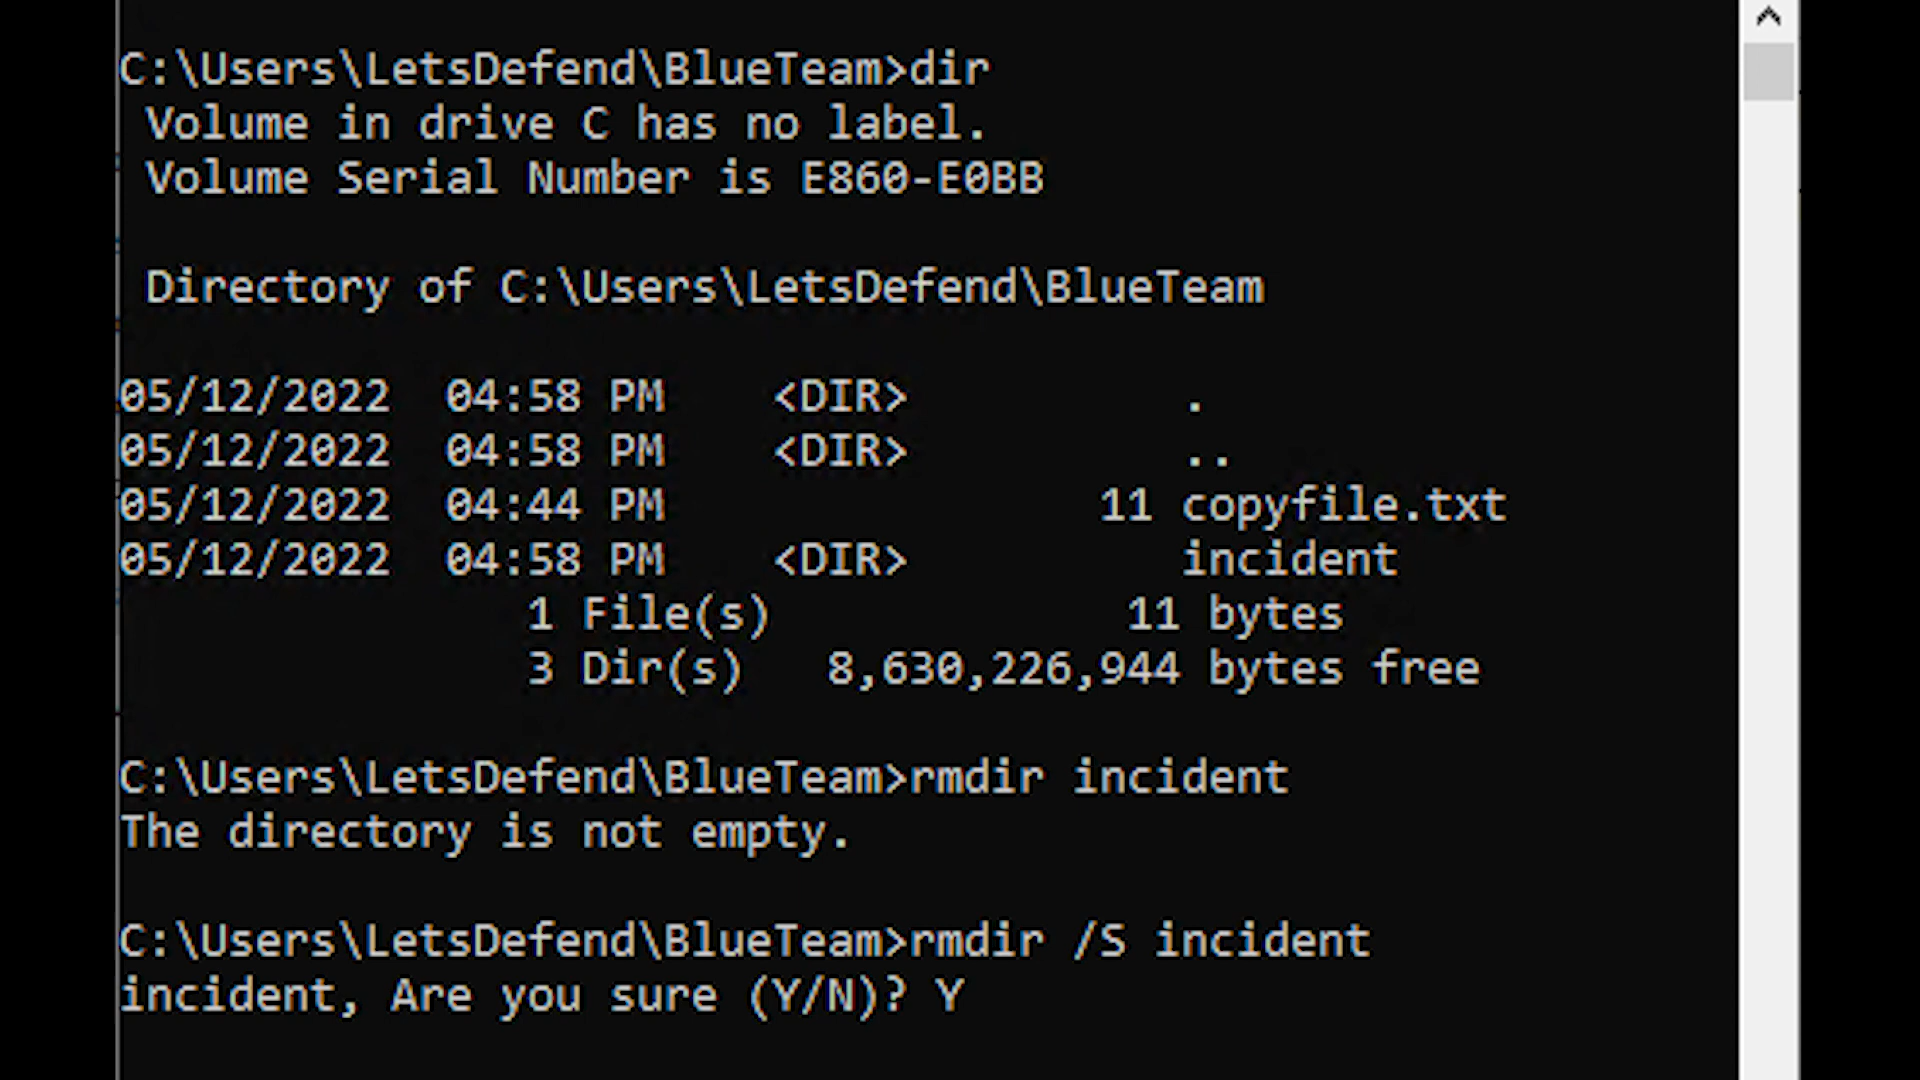 C:\Users\LetsDefend\BlueTeam>dir
Volume in drive C has no label.
Volume Serial Number is E860-E0BB
Directory of C:\Users\LetsDefend\BlueTeam
05/12/2022  04:58 PM    <DIR>          .
05/12/2022  04:58 PM    <DIR>          ..
05/12/2022  04:44 PM                11 copyfile.txt
05/12/2022  04:58 PM    <DIR>          incident
1 File(s)             11 bytes
3 Dir(s)   8,630,226,944 bytes free
C:\Users\LetsDefend\BlueTeam>rmdir incident
The directory is not empty.
C:\Users\LetsDefend\BlueTeam>rmdir /S incident
incident, Are you sure (Y/N)? Y